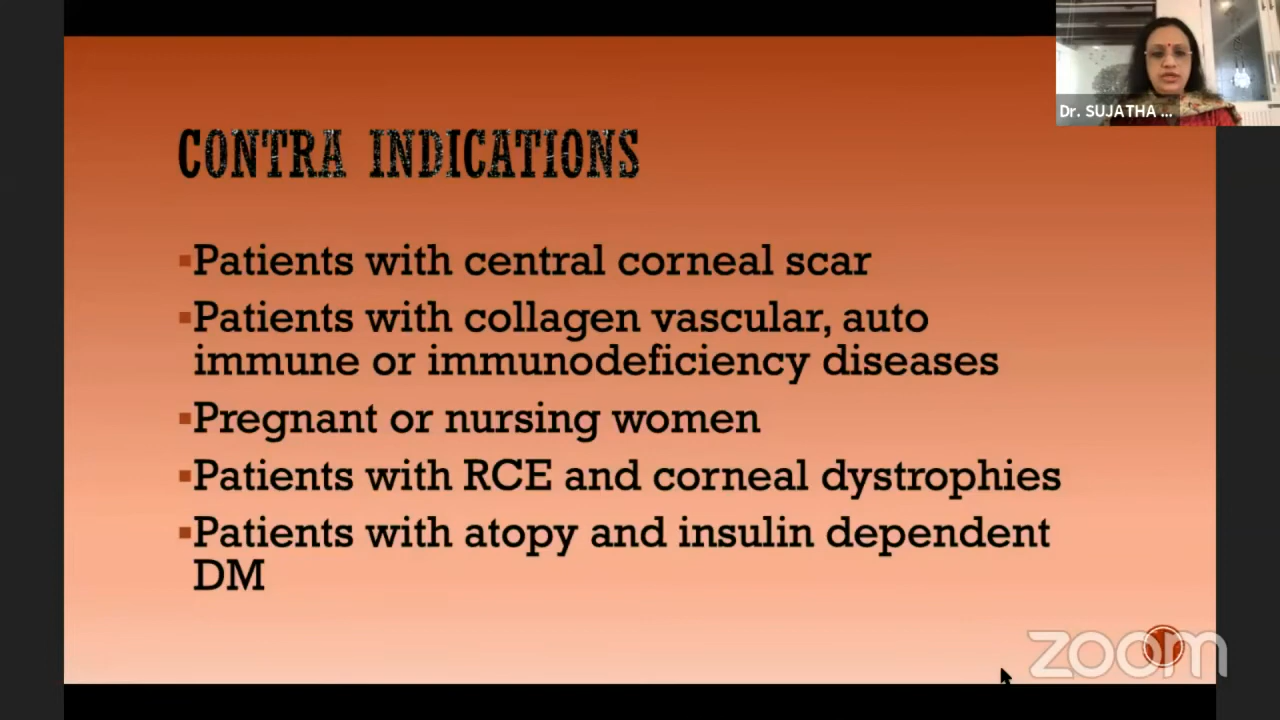 Dr. SUJATHA ...
CONTRA INDICATIONS
▪Patients with central corneal scar
▪Patients with collagen vascular, auto
immune or immunodeficiency diseases
▪Pregnant or nursing women
▪Patients with RCE and corneal dystrophies
▪Patients with atopy and insulin dependent
DM
zoom